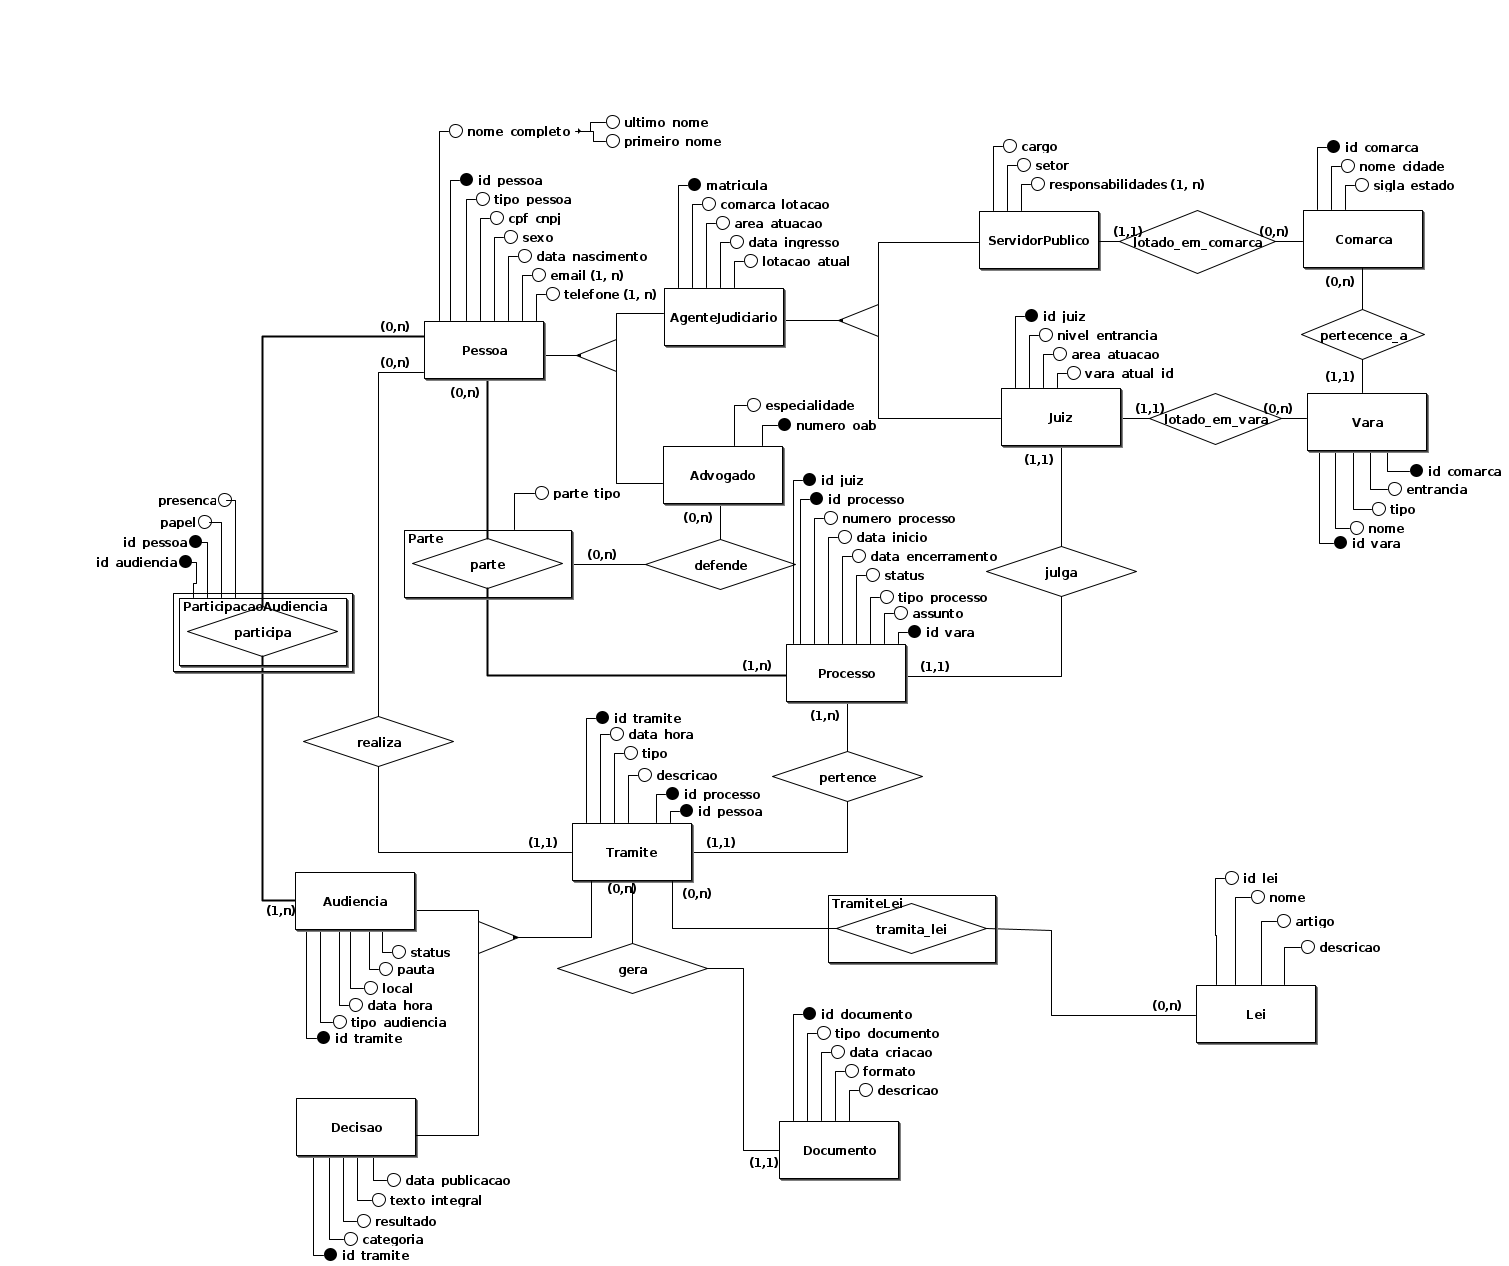 nome completo
ultimo nome
primeiro nome
id pessoa
tipo pessoa
cpf cnpj
sexo
data nascimento
email (1, n)
telefone (1, n)
(0,n)
Pessoa
(0,n)
(0,n)
matricula
comarca lotacao
area atuacao
data ingresso
lotacao atual
AgenteJudiciario
cargo
setor
responsabilidades (1, n)
ServidorPublico
(1,1)
lotado_em_comarca
(0,n)
id comarca
nome cidade
sigla estado
Comarca
(0,n)
pertecence_a
(1,1)
id juiz
nivel entrancia
area atuacao
vara atual id
Juiz
(1,1)
lotado_em_vara
(0,n)
Vara
(1,1)
id comarca
entrancia
tipo
nome
id vara
especialidade
numero oab
Advogado
(0,n)
parte tipo
Parte
parte
(0,n)
defende
presenca
papel
id pessoa
id audiencia
ParticipacaoAudiencia
participa
id juiz
id processo
numero processo
data inicio
data encerramento
status
tipo processo
assunto
id vara
julga
(1,n)
Processo
(1,1)
(1,n)
realiza
pertence
id tramite
data hora
tipo
descricao
id processo
id pessoa
(1,1)
Tramite
(1,1)
(0,n)
(0,n)
Audiencia
(1,n)
status
pauta
local
data hora
tipo audiencia
id tramite
gera
TramiteLei
tramita_lei
id lei
nome
artigo
descricao
(0,n)
Lei
id documento
tipo documento
data criacao
formato
descricao
Documento
(1,1)
Decisao
data publicacao
texto integral
resultado
categoria
id tramite